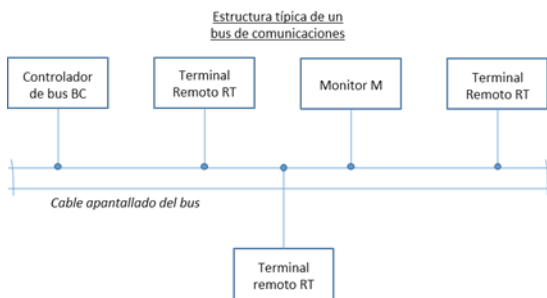 Estructura típica de un
bus de comunicaciones
Controlador
de bus BC
Terminal
Remoto RT
Monitor M
Terminal
Remoto RT
Cable apantallado del bus
Terminal
remoto RT